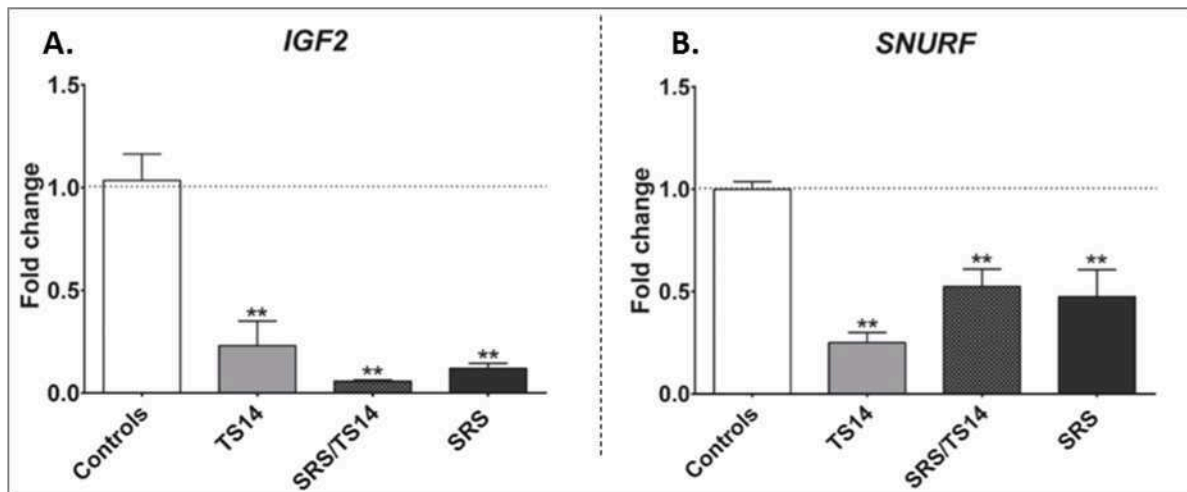 A.
IGF2
Fold change
1.5
1.0
0.5
0.0
**
**
**
Controls
TS14
SRS/TS14
SRS
B.
SNURF
Fold change
1.5
1.0
0.5
0.0
**
**
**
Controls
TS14
SRS/TS14
SRS